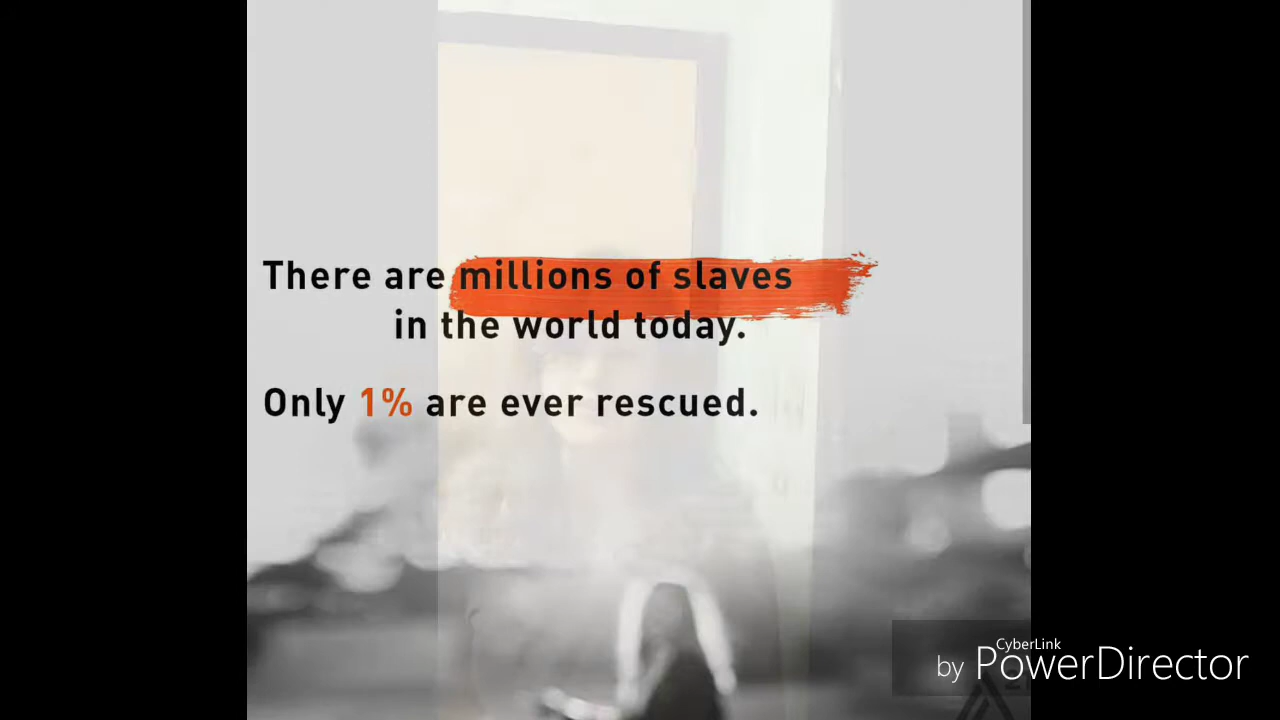 There are millions of slaves
in the world today.
Only 1% are ever rescued.
CyberLink
by PowerDirector